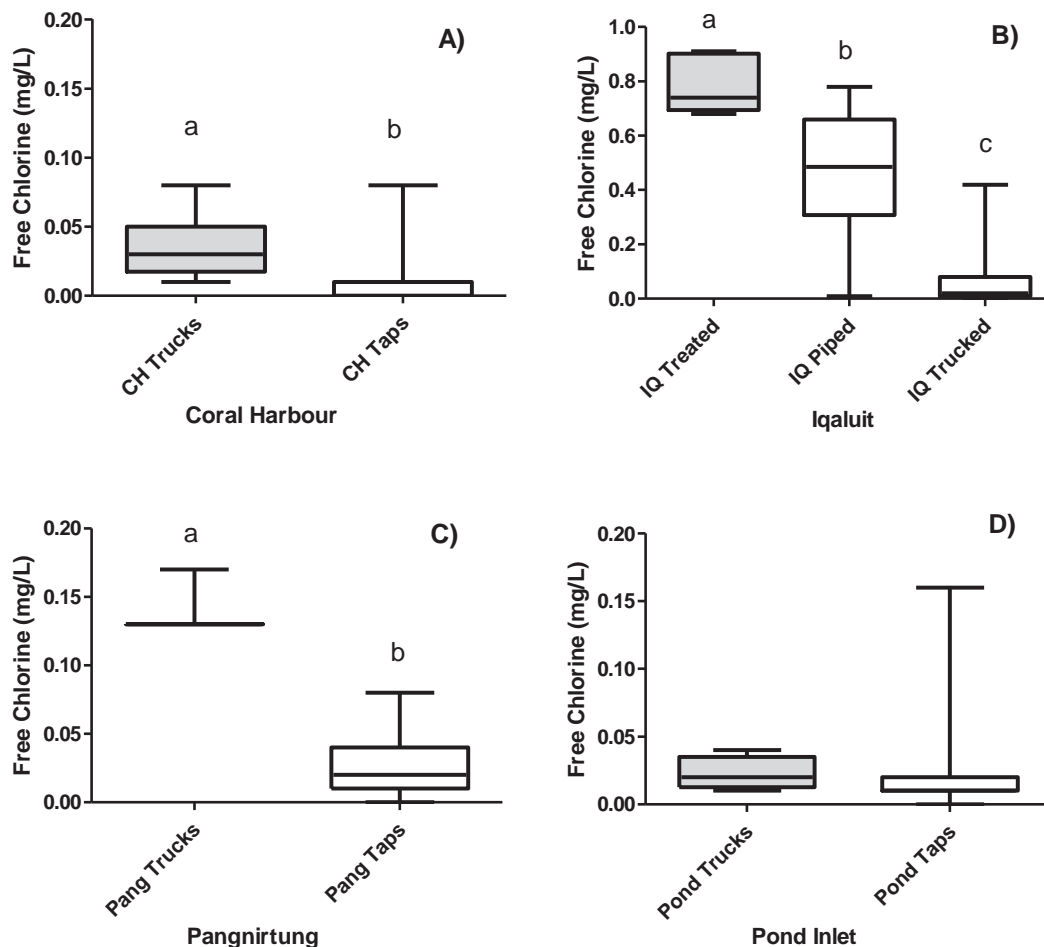 A)
Free Chlorine (mg/L)
0.20
0.15
0.10
0.05
0.00
a
b
CH Trucks
CH Taps
Coral Harbour
B)
Free Chlorine (mg/L)
1.0
0.8
0.6
0.4
0.2
0.0
a
b
c
IQ Treated
IQ Piped
IQ Trucked
Iqaluit
C)
Free Chlorine (mg/L)
0.20
0.15
0.10
0.05
0.00
a
b
Pang Trucks
Pang Taps
Pangnirtung
D)
Free Chlorine (mg/L)
0.20
0.15
0.10
0.05
0.00
Pond Trucks
Pond Taps
Pond Inlet